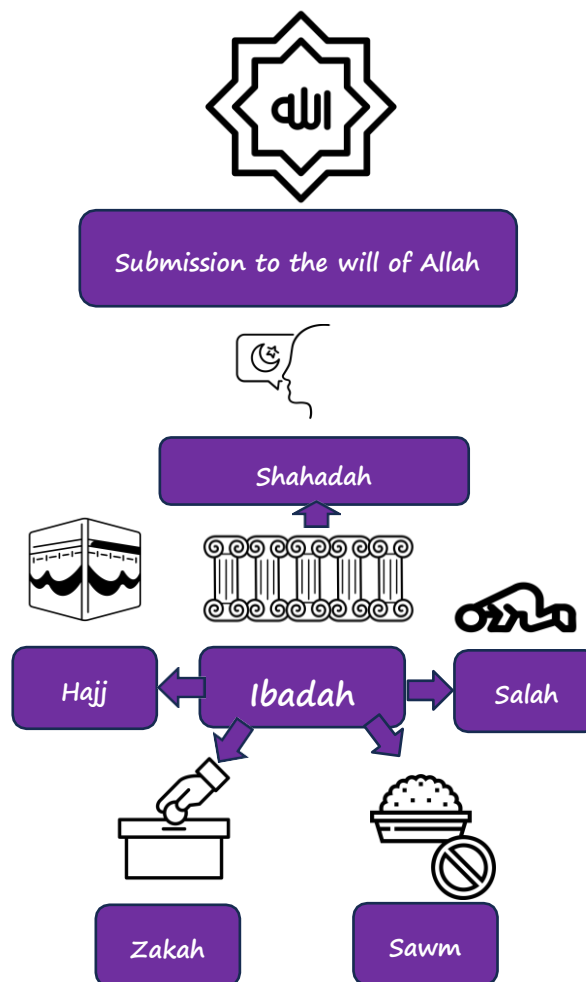 الله
Submission to the will of Allah
Shahadah
Hajj
Ibadah
Salah
Zakah
Sawm